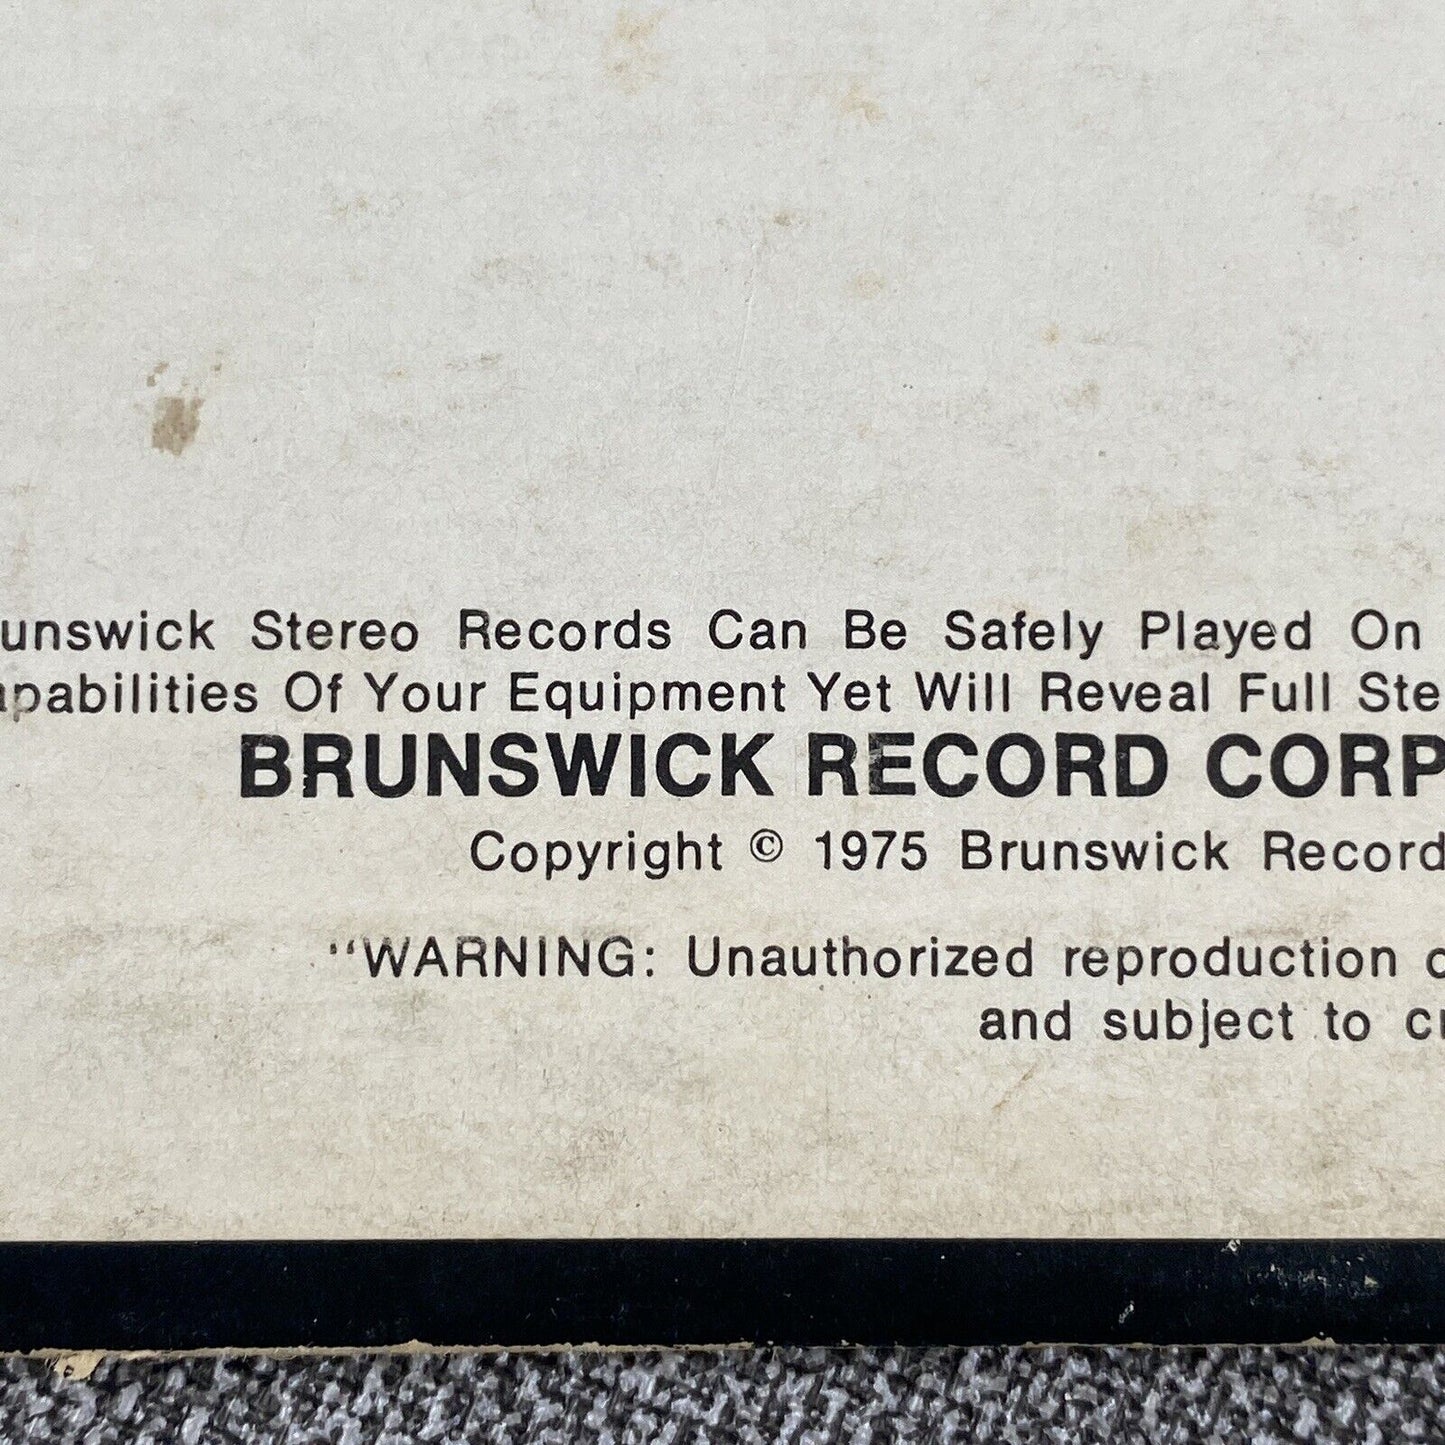 unswick Stereo Records Can Be Safely Played On
apabilities Of Your Equipment Yet Will Reveal Full Ste
BRUNSWICK RECORD CORP
Copyright © 1975 Brunswick Record
"WARNING: Unauthorized reproduction
and subject to